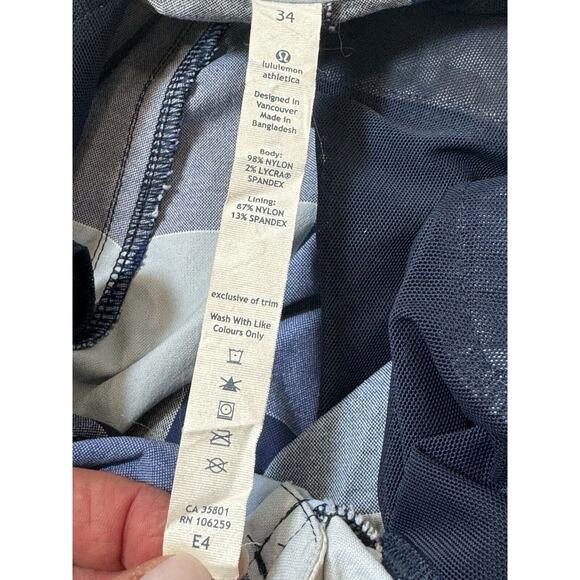 34
lululemon
athletica
Designed in
Vancouver
Made in
Bangladesh
Body:
98% NYLON
2% LYCRA®
SPANDEX
Lining:
87% NYLON
13% SPANDEX
exclusive of trim
Wash With Like
Colours Only
CA 35801
RN 106259
E4